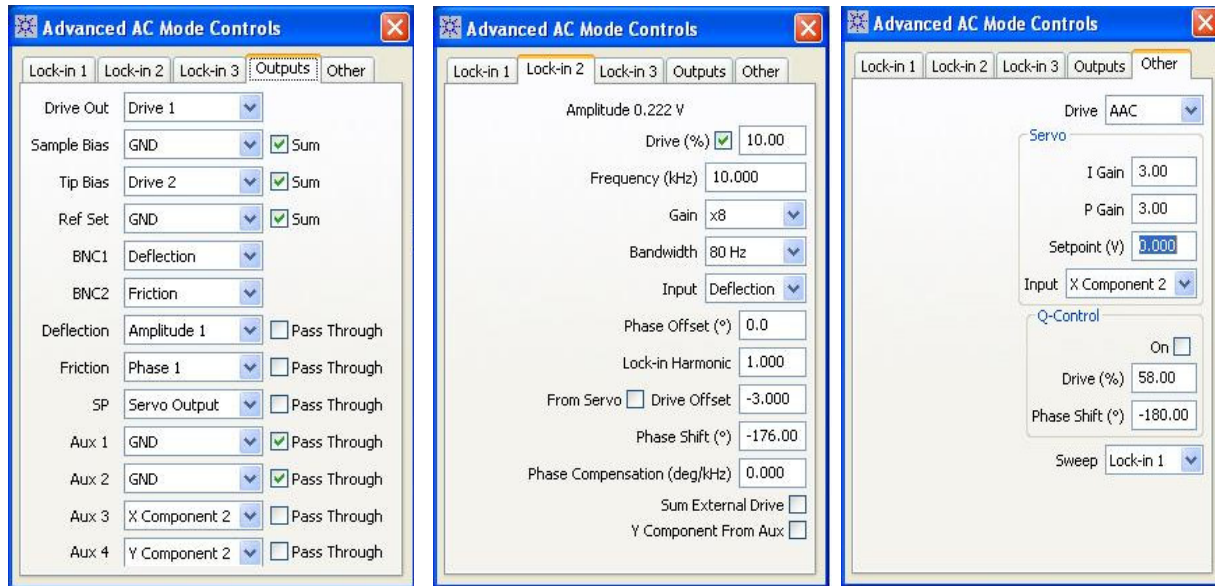 Advanced AC Mode Controls
Lock-in 1 Lock-in 2 Lock-in 3 Outputs Other
Drive Out Drive 1
Sample Bias GND Sum
Tip Bias Drive 2 Sum
Ref Set GND Sum
BNC1 Deflection
BNC2 Friction
Deflection Amplitude 1 Pass Through
Friction Phase 1 Pass Through
SP Servo Output Pass Through
Aux 1 GND Pass Through
Aux 2 GND Pass Through
Aux 3 X Component 2 Pass Through
Aux 4 Y Component 2 Pass Through
Advanced AC Mode Controls
Lock-in 1 Lock-in 2 Lock-in 3 Outputs Other
Amplitude 0.222 V
Drive (%) 10.00
Frequency (kHz) 10.000
Gain x8
Bandwidth 80 Hz
Input Deflection
Phase Offset (°) 0.0
Lock-in Harmonic 1.000
From Servo Drive Offset -3.000
Phase Shift (°) -176.00
Phase Compensation (deg/kHz) 0.000
Sum External Drive
Y Component From Aux
Advanced AC Mode Controls
Lock-in 1 Lock-in 2 Lock-in 3 Outputs Other
Drive AAC
Servo
I Gain 3.00
P Gain 3.00
Setpoint (V) 0.000
Input X Component 2
Q-Control
On
Drive (%) 58.00
Phase Shift (°) -180.00
Sweep Lock-in 1